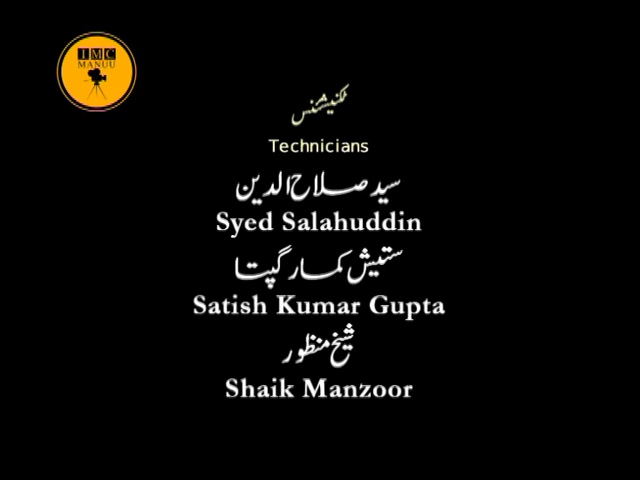 IMC
MANUU
ٹکنیشنس
Technicians
سید صلاح الدین
Syed Salahuddin
ستیش کمار گپتا
Satish Kumar Gupta
شیخ منظور
Shaik Manzoor